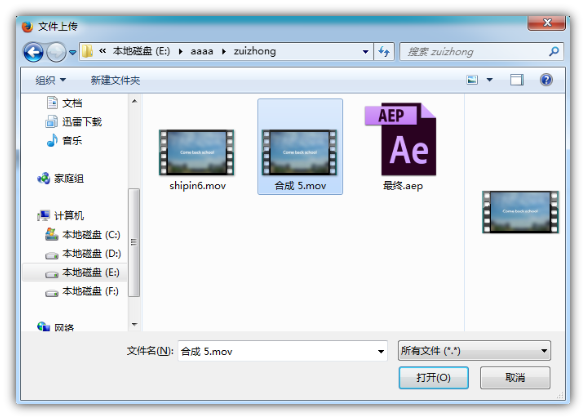 文件上传
« 本地磁盘 (E:) ▸ aaaa ▸ zuizhong
搜索 zuizhong
组织 新建文件夹
文档
迅雷下载
音乐
家庭组
计算机
本地磁盘 (C:)
本地磁盘 (D:)
本地磁盘 (E:)
本地磁盘 (F:)
网络
Come back school!
shipin6.mov
Come back school!
合成 5.mov
AEP
Ae
最终.aep
Come back school!
文件名(N): 合成 5.mov
所有文件 (*.*)
打开(O) 取消